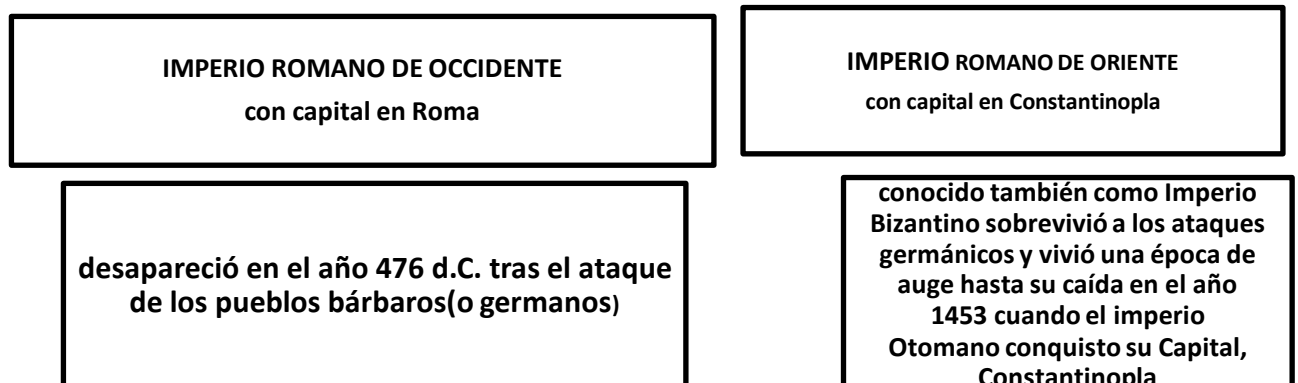 IMPERIO ROMANO DE OCCIDENTE
con capital en Roma
desapareció en el año 476 d.C. tras el ataque
de los pueblos bárbaros(o germanos)
IMPERIO ROMANO DE ORIENTE
con capital en Constantinopla
conocido también como Imperio
Bizantino sobrevivió a los ataques
germánicos y vivió una época de
auge hasta su caída en el año
1453 cuando el imperio
Otomano conquisto su Capital,
Constantinopla